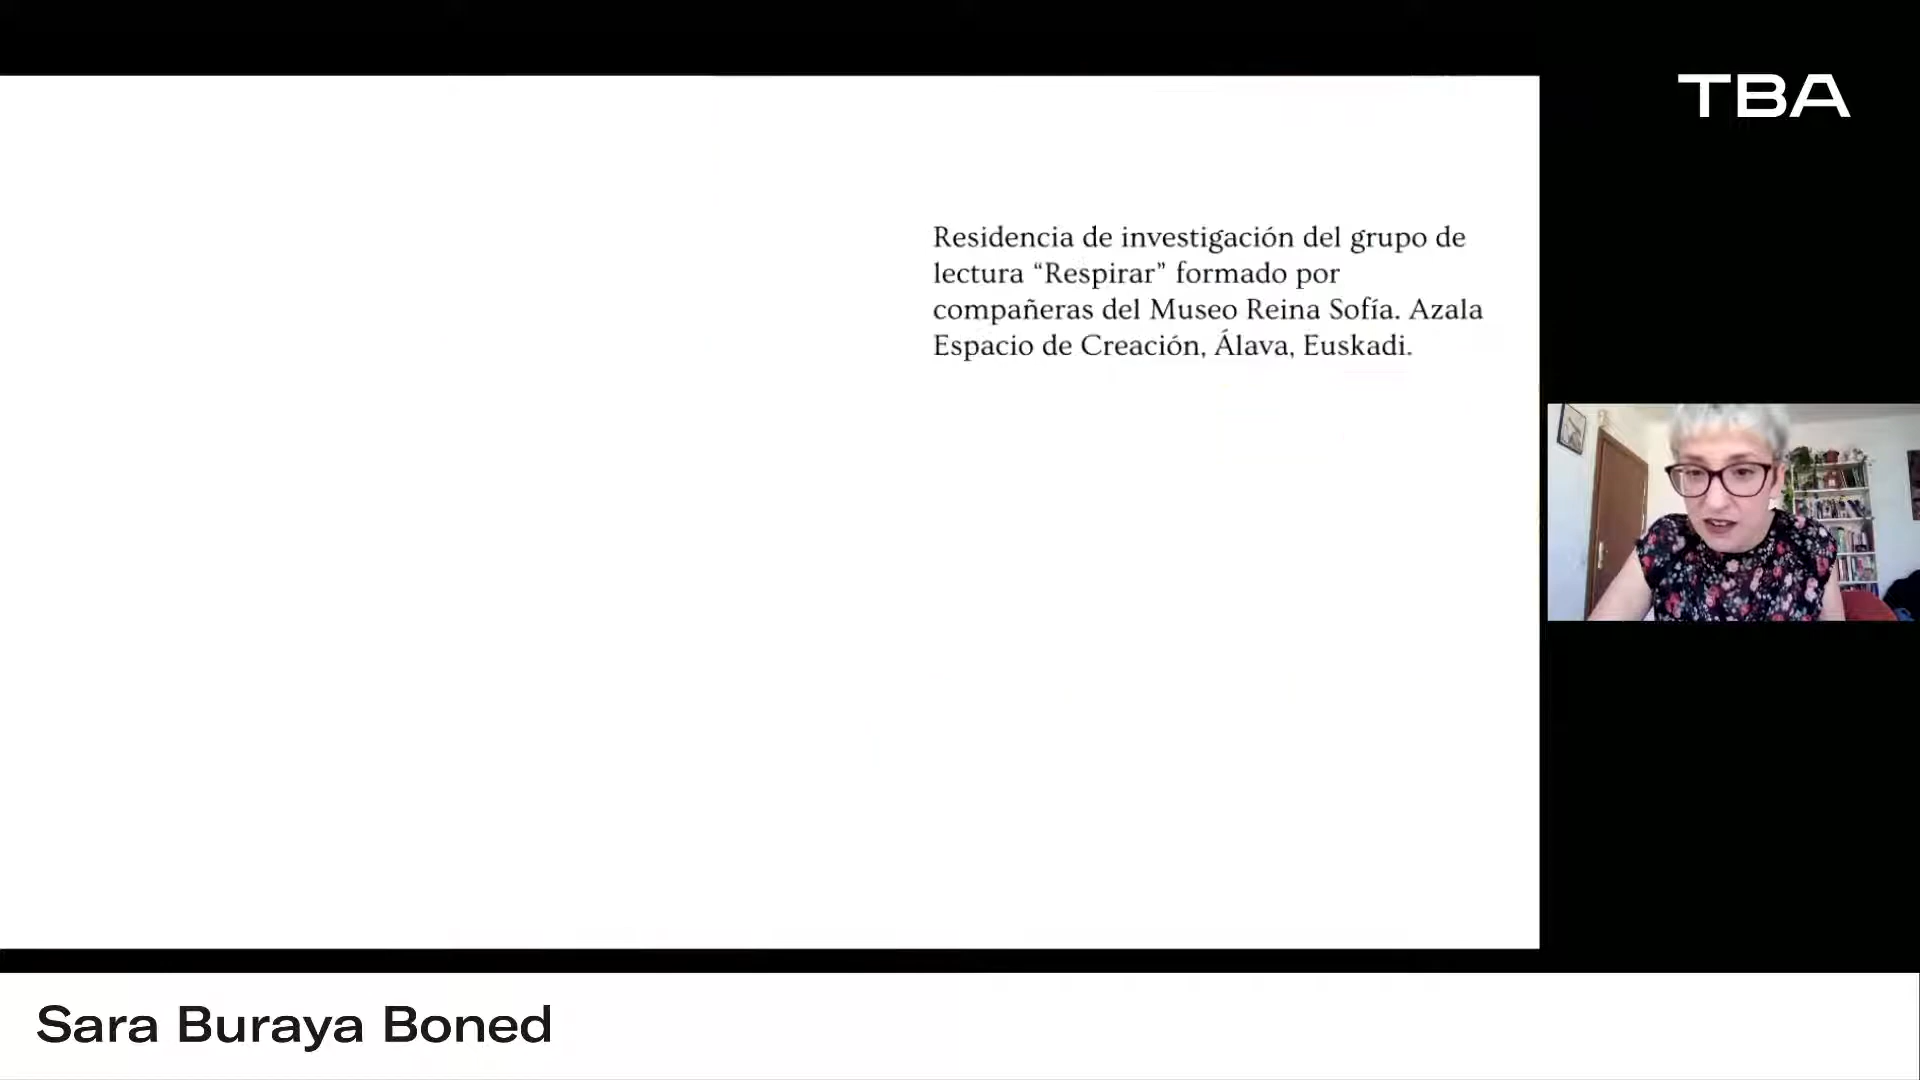 TBA
Residencia de investigación del grupo de
lectura “Respirar” formado por
compañeras del Museo Reina Sofía. Azala
Espacio de Creación, Álava, Euskadi.
Sara Buraya Boned